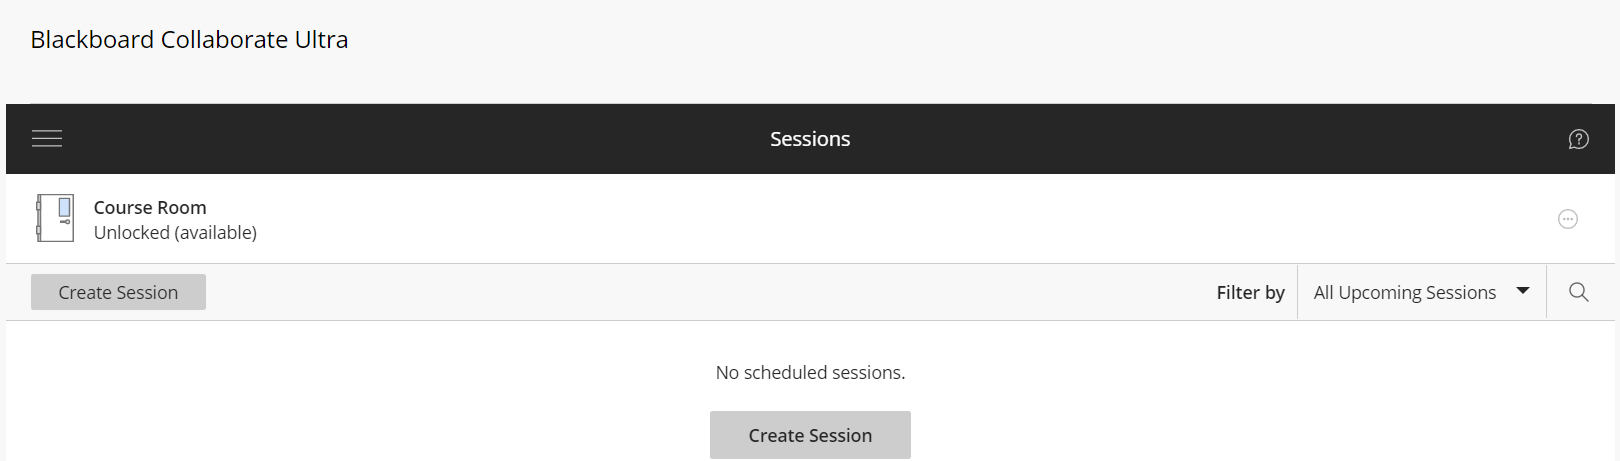 Blackboard Collaborate Ultra
Sessions
Course Room
Unlocked (available)
Create Session
Filter by
All Upcoming Sessions
No scheduled sessions.
Create Session